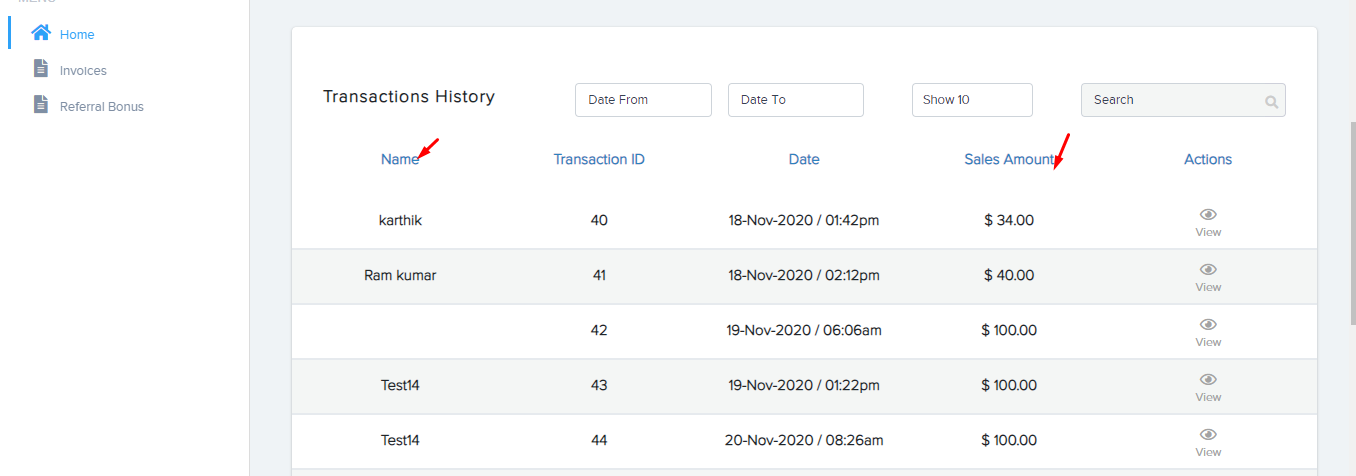 Home
Invoices
Referral Bonus
Transactions History
Date From
Date To
Show 10
Search
Name Transaction ID Date Sales Amount Actions
karthik 40 18-Nov-2020 / 01:42pm $ 34.00 View
Ram kumar 41 18-Nov-2020 / 02:12pm $ 40.00 View
42 19-Nov-2020 / 06:06am $ 100.00 View
Test14 43 19-Nov-2020 / 01:22pm $ 100.00 View
Test14 44 20-Nov-2020 / 08:26am $ 100.00 View